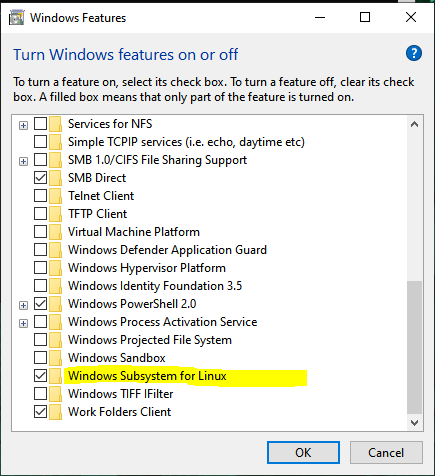 Windows Features
Turn Windows features on or off
To turn a feature on, select its check box. To turn a feature off, clear its check
box. A filled box means that only part of the feature is turned on.
Services for NFS
Simple TCPIP services (i.e. echo, daytime etc)
SMB 1.0/CIFS File Sharing Support
SMB Direct
Telnet Client
TFTP Client
Virtual Machine Platform
Windows Defender Application Guard
Windows Hypervisor Platform
Windows Identity Foundation 3.5
Windows PowerShell 2.0
Windows Process Activation Service
Windows Projected File System
Windows Sandbox
Windows Subsystem for Linux
Windows TIFF IFilter
Work Folders Client
OK Cancel